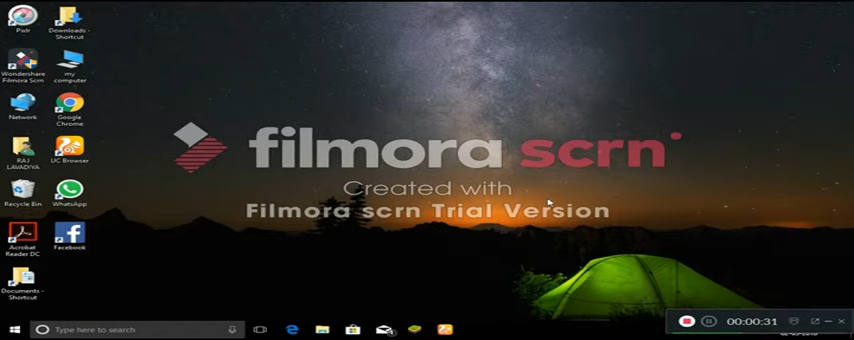 Pixlr
Downloads -
Shortcut
Wondershare
Filmora Scrn
my
computer
Network
Google
Chrome
RAJ
LAVADIYA
UC Browser
Recycle Bin
WhatsApp
Acrobat
Reader DC
Facebook
Documents -
Shortcut
filmora scrn
Created with
Filmora scrn Trial Version
Type here to search
00:00:31